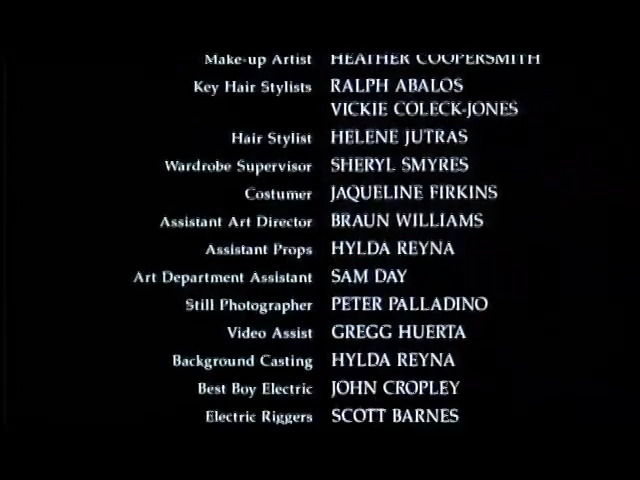 Make-up Artist HEATHER COOPERSMITH
Key Hair Stylists RALPH ABALOS
VICKIE COLECK-JONES
Hair Stylist HELENE JUTRAS
Wardrobe Supervisor SHERYL SMYRES
Costumer JAQUELINE FIRKINS
Assistant Art Director BRAUN WILLIAMS
Assistant Props HYLDA REYNA
Art Department Assistant SAM DAY
Still Photographer PETER PALLADINO
Video Assist GREGG HUERTA
Background Casting HYLDA REYNA
Best Boy Electric JOHN CROPLEY
Electric Riggers SCOTT BARNES